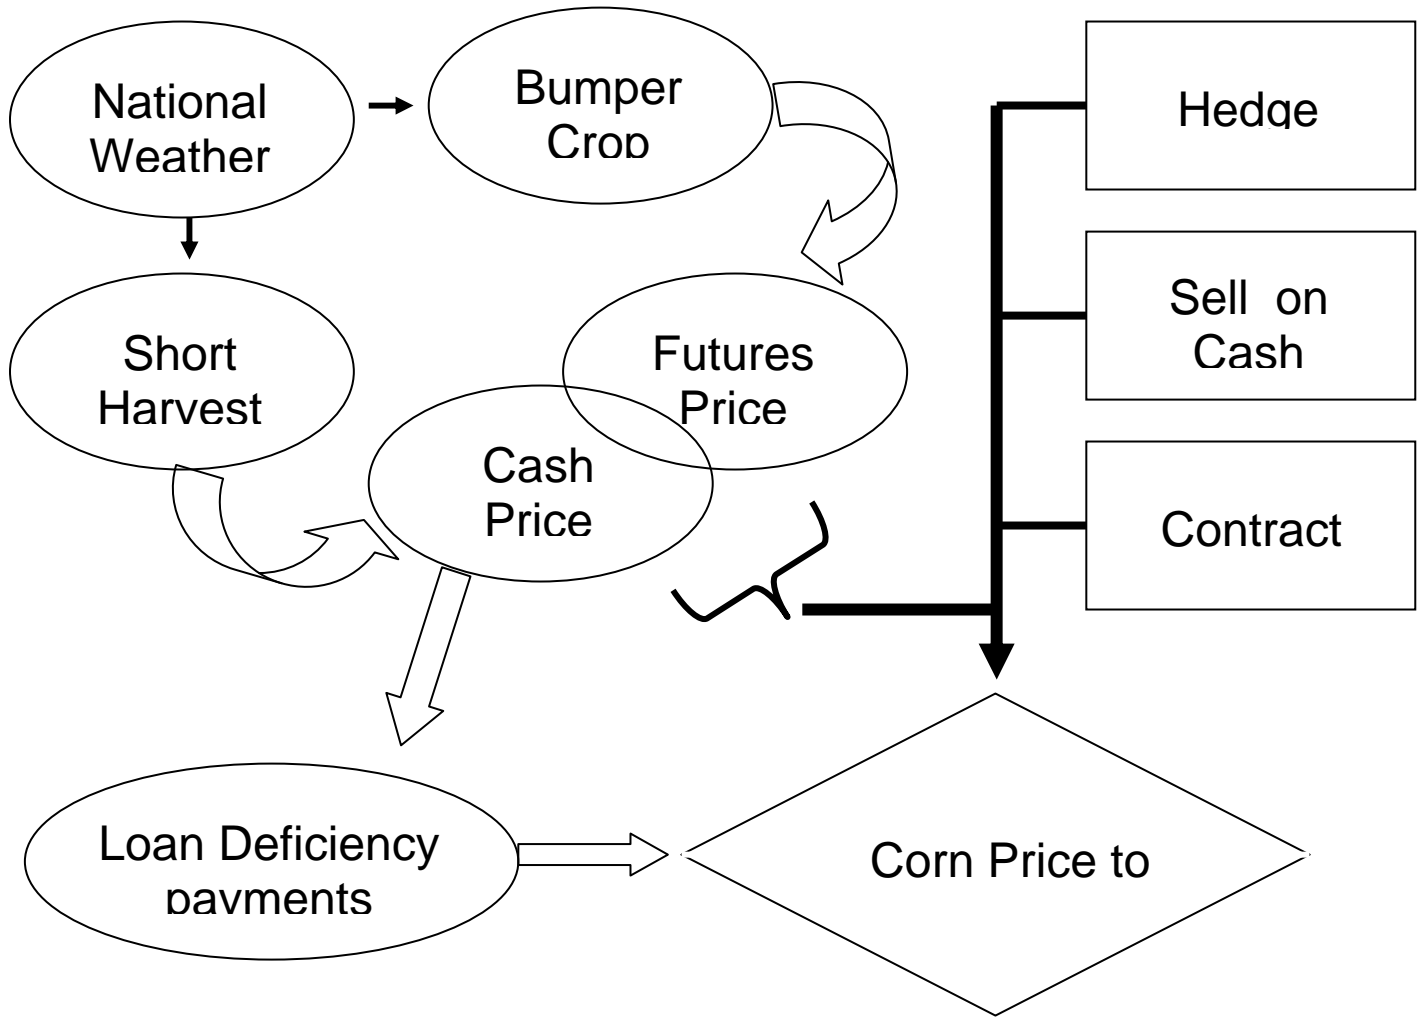 National
Weather
Bumper
Crop
Hedge
Short
Harvest
Futures
Price
Sell on
Cash
Cash
Price
Contract
Loan Deficiency
payments
Corn Price to